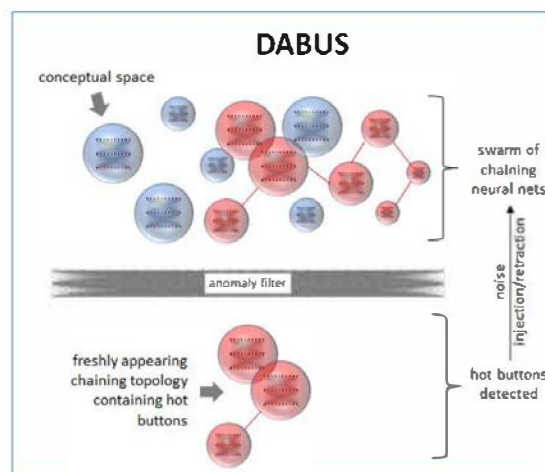 DABUS
conceptual space
swarm of
chaining
neural nets
anomaly filter
noise
injection/retraction
freshly appearing
chaining topology
containing hot
buttons
hot buttons
detected